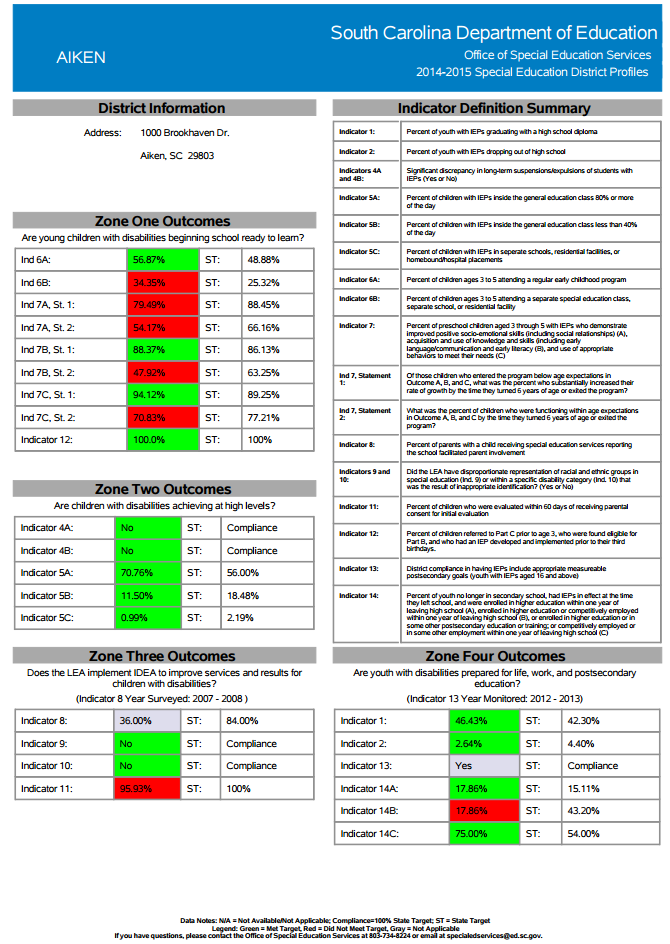 South Carolina Department of Education
AIKEN
Office of Special Education Services
2014-2015 Special Education District Profiles
District Information
Address: 1000 Brookhaven Dr.
Aiken, SC 29803
Zone One Outcomes
Are young children with disabilities beginning school ready to learn?
Ind 6A: 56.87% ST: 48.88%
Ind 6B: 34.35% ST: 25.32%
Ind 7A, St. 1: 79.49% ST: 88.45%
Ind 7A, St. 2: 54.17% ST: 66.16%
Ind 7B, St. 1: 88.37% ST: 86.13%
Ind 7B, St. 2: 47.92% ST: 63.25%
Ind 7C, St. 1: 94.12% ST: 89.25%
Ind 7C, St. 2: 70.83% ST: 77.21%
Indicator 12: 100.0% ST: 100%
Zone Two Outcomes
Are children with disabilities achieving at high levels?
Indicator 4A: No ST: Compliance
Indicator 4B: No ST: Compliance
Indicator 5A: 70.76% ST: 56.00%
Indicator 5B: 11.50% ST: 18.48%
Indicator 5C: 0.99% ST: 2.19%
Indicator Definition Summary
Indicator 1: Percent of youth with IEPs graduating with a high school diploma
Indicator 2: Percent of youth with IEPs dropping out of high school
Indicators 4A Significant discrepancy in long-term suspensions/expulsions of students with
and 4B: IEPs (Yes or No)
Indicator 5A: Percent of children with IEPs inside the general education class 80% or more
of the day
Indicator 5B: Percent of children with IEPs inside the general education class less than 40%
of the day
Indicator 5C: Percent of children with IEPs in seperate schools, residential facilities, or
homebound/hospital placements
Indicator 6A: Percent of children ages 3 to 5 attending a regular early childhood program
Indicator 6B: Percent of children ages 3 to 5 attending a separate special education class,
separate school, or residential facility
Indicator 7: Percent of preschool children aged 3 through 5 with IEPs who demonstrate
improved positive socio-emotional skills (including social relationships) (A),
acquisition and use of knowledge and skills (including early
language/communication and early literacy (B), and use of appropriate
behaviors to meet their needs (C)
Ind 7, Statement Of those children who entered the program below age expectations in
1: Outcome A, B, and C, what was the percent who substantially increased their
rate of growth by the time they turned 6 years of age or exited the program?
Ind 7, Statement What was the percent of children who were functioning within age expectations
2: in Outcome A, B, and C by the time they turned 6 years of age or exited the
program?
Indicator 8: Percent of parents with a child receiving special education services reporting
the school facilitated parent involvement
Indicators 9 and Did the LEA have disproportionate representation of racial and ethnic groups in
10: special education (Ind. 9) or within a specific disability category (Ind. 10) that
was the result of inappropriate identification? (Yes or No)
Indicator 11: Percent of children who were evaluated within 60 days of receiving parental
consent for initial evaluation
Indicator 12: Percent of children referred to Part C prior to age 3, who were found eligible for
Part B, and who had an IEP developed and implemented prior to their third
birthdays.
Indicator 13: District compliance in having IEPs include appropriate measureable
postsecondary goals (youth with IEPs aged 16 and above)
Indicator 14: Percent of youth no longer in secondary school, had IEPs in effect at the time
they left school, and were enrolled in higher education within one year of
leaving high school (A), enrolled in higher education or competitively employed
within one year of leaving high school (B), or enrolled in higher education or in
some other postsecondary education or training; or competitively employed or
in some other employment within one year of leaving high school (C)
Zone Three Outcomes
Does the LEA implement IDEA to improve services and results for
children with disabilities?
(Indicator 8 Year Surveyed: 2007 - 2008 )
Indicator 8: 36.00% ST: 84.00%
Indicator 9: No ST: Compliance
Indicator 10: No ST: Compliance
Indicator 11: 95.93% ST: 100%
Zone Four Outcomes
Are youth with disabilities prepared for life, work, and postsecondary
education?
(Indicator 13 Year Monitored: 2012 - 2013)
Indicator 1: 46.43% ST: 42.30%
Indicator 2: 2.64% ST: 4.40%
Indicator 13: Yes ST: Compliance
Indicator 14A: 17.86% ST: 15.11%
Indicator 14B: 17.86% ST: 43.20%
Indicator 14C: 75.00% ST: 54.00%
Data Notes: N/A = Not Available/Not Applicable; Compliance=100% State Target; ST = State Target
Legend: Green = Met Target, Red = Did Not Meet Target, Gray = Not Applicable
If you have questions, please contact the Office of Special Education Services at 803-734-8224 or email at specialedservices@ed.sc.gov.